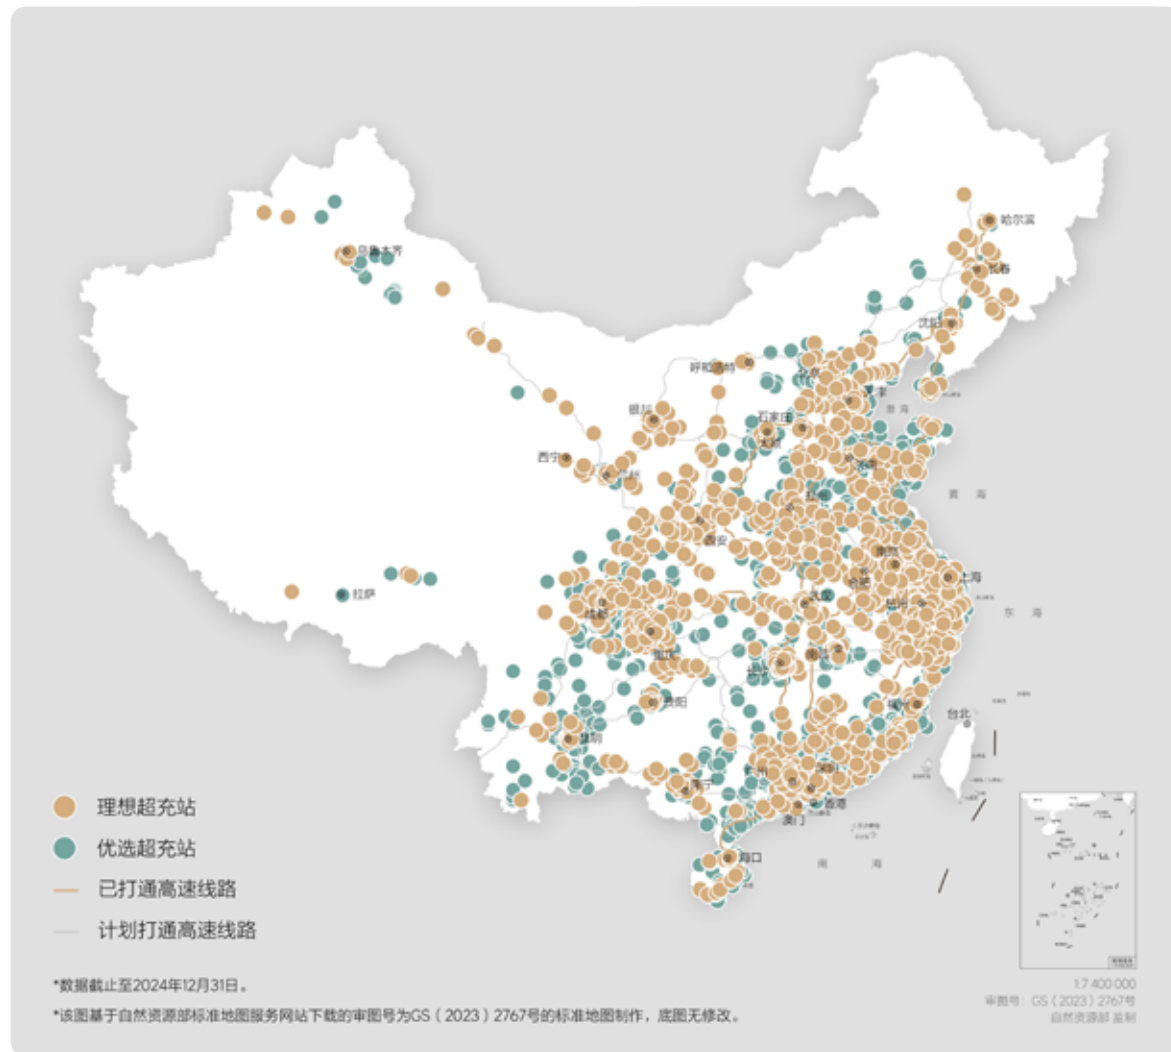 哈尔滨
乌鲁木齐
长春
沈阳
呼和浩特
北京
天津
渤 海
银川
石家庄
太原
西宁
兰州
济南
黄 海
郑州
西安
南京
合肥
上海
拉萨
武汉
杭州
东 海
成都
重庆
南昌
长沙
贵阳
福州
台北
昆明
广州
深圳
南宁
香港
澳门
海口
南 海
理想超充站
优选超充站
已打通高速线路
计划打通高速线路
*数据截止至2024年12月31日。
*该图基于自然资源部标准地图服务网站下载的审图号为GS（2023）2767号的标准地图制作，底图无修改。
1:7 400 000
审图号：GS（2023）2767号
自然资源部 监制